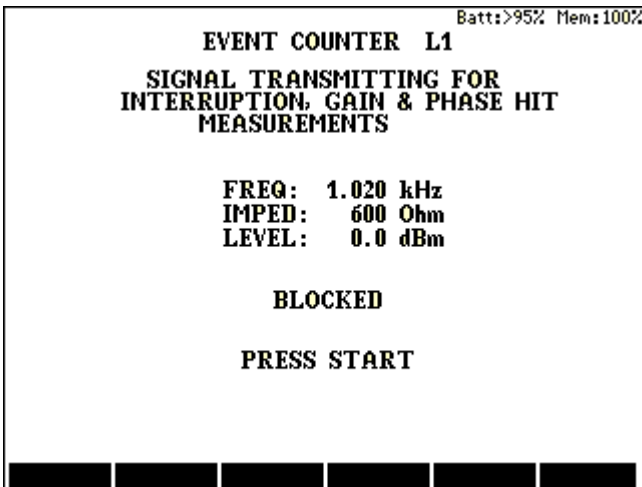 Batt:>95% Mem:100%
EVENT COUNTER L1
SIGNAL TRANSMITTING FOR
INTERRUPTION, GAIN & PHASE HIT
MEASUREMENTS
FREQ: 1.020 kHz
IMPED: 600 Ohm
LEVEL: 0.0 dBm
BLOCKED
PRESS START